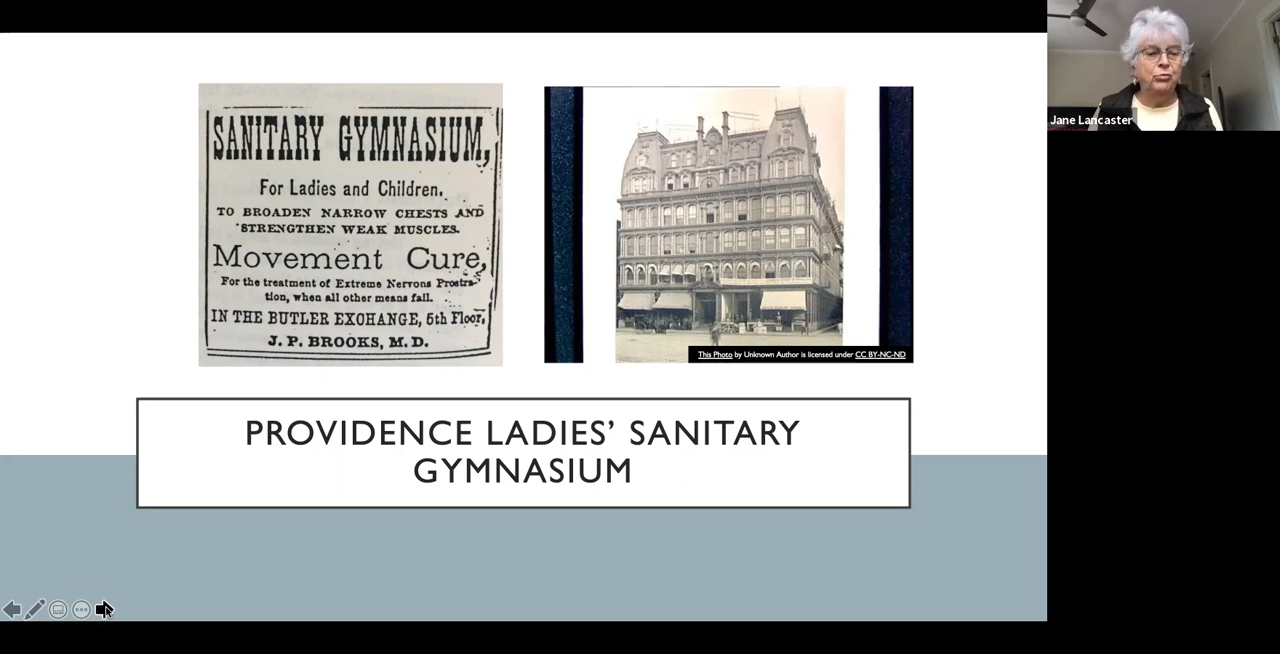 SANITARY GYMNASIUM,
For Ladies and Children.
TO BROADEN NARROW CHESTS AND
STRENGTHEN WEAK MUSCLES.
Movement Cure,
For the treatment of Extreme Nervous Prostra-
tion, when all other means fail.
IN THE BUTLER EXCHANGE, 5th Floor,
J. P. BROOKS, M. D.
This Photo by Unknown Author is licensed under CC BY-NC-ND
Jane Lancaster
PROVIDENCE LADIES’ SANITARY
GYMNASIUM